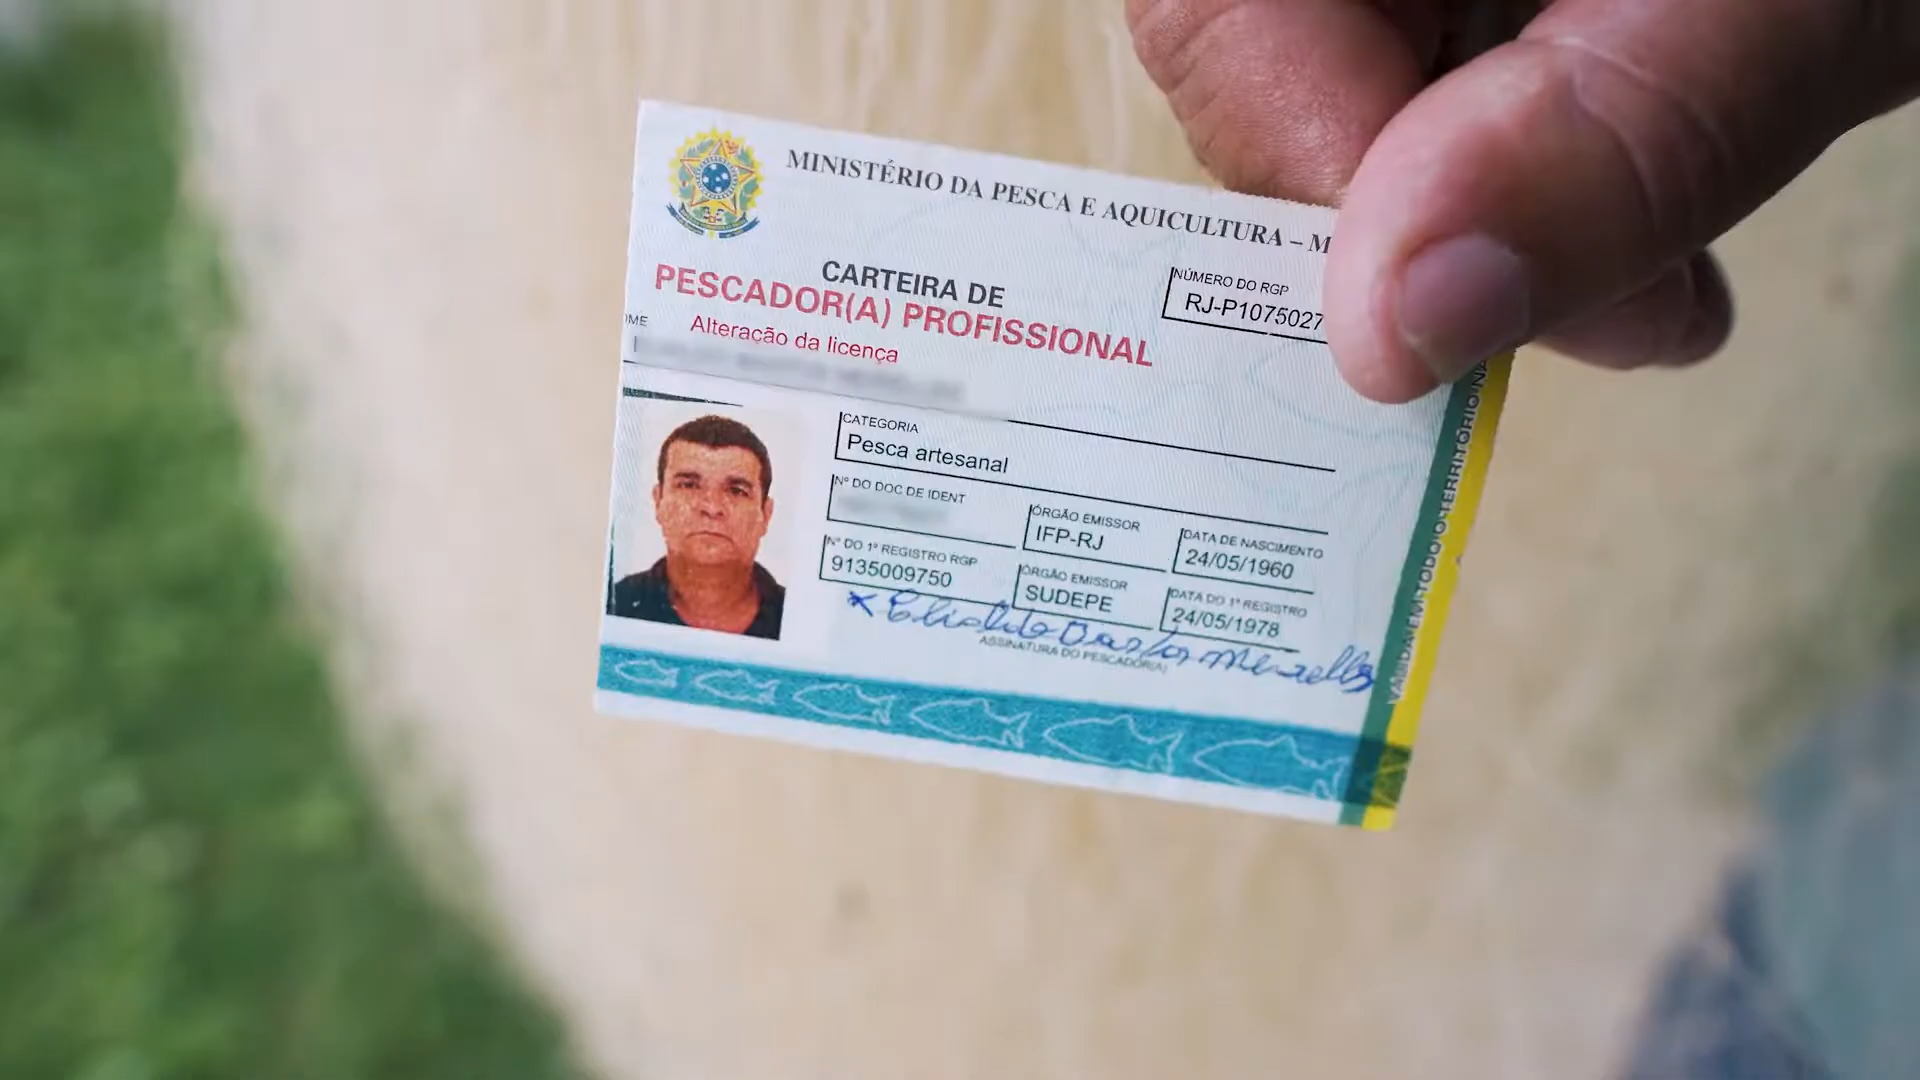 MINISTÉRIO DA PESCA E AQUICULTURA – M
CARTEIRA DE
PESCADOR(A) PROFISSIONAL
Alteração da licença
NÚMERO DO RGP
RJ-P1075027
OME
CATEGORIA
Pesca artesanal
Nº DO DOC DE IDENT
ÓRGÃO EMISSOR
IFP-RJ
DATA DE NASCIMENTO
24/05/1960
Nº DO 1º REGISTRO RGP
9135009750
ÓRGÃO EMISSOR
SUDEPE
DATA DO 1º REGISTRO
24/05/1978
ASSINATURA DO PESCADOR(A)
VÁLIDA EM TODO O TERRITÓRIO NA